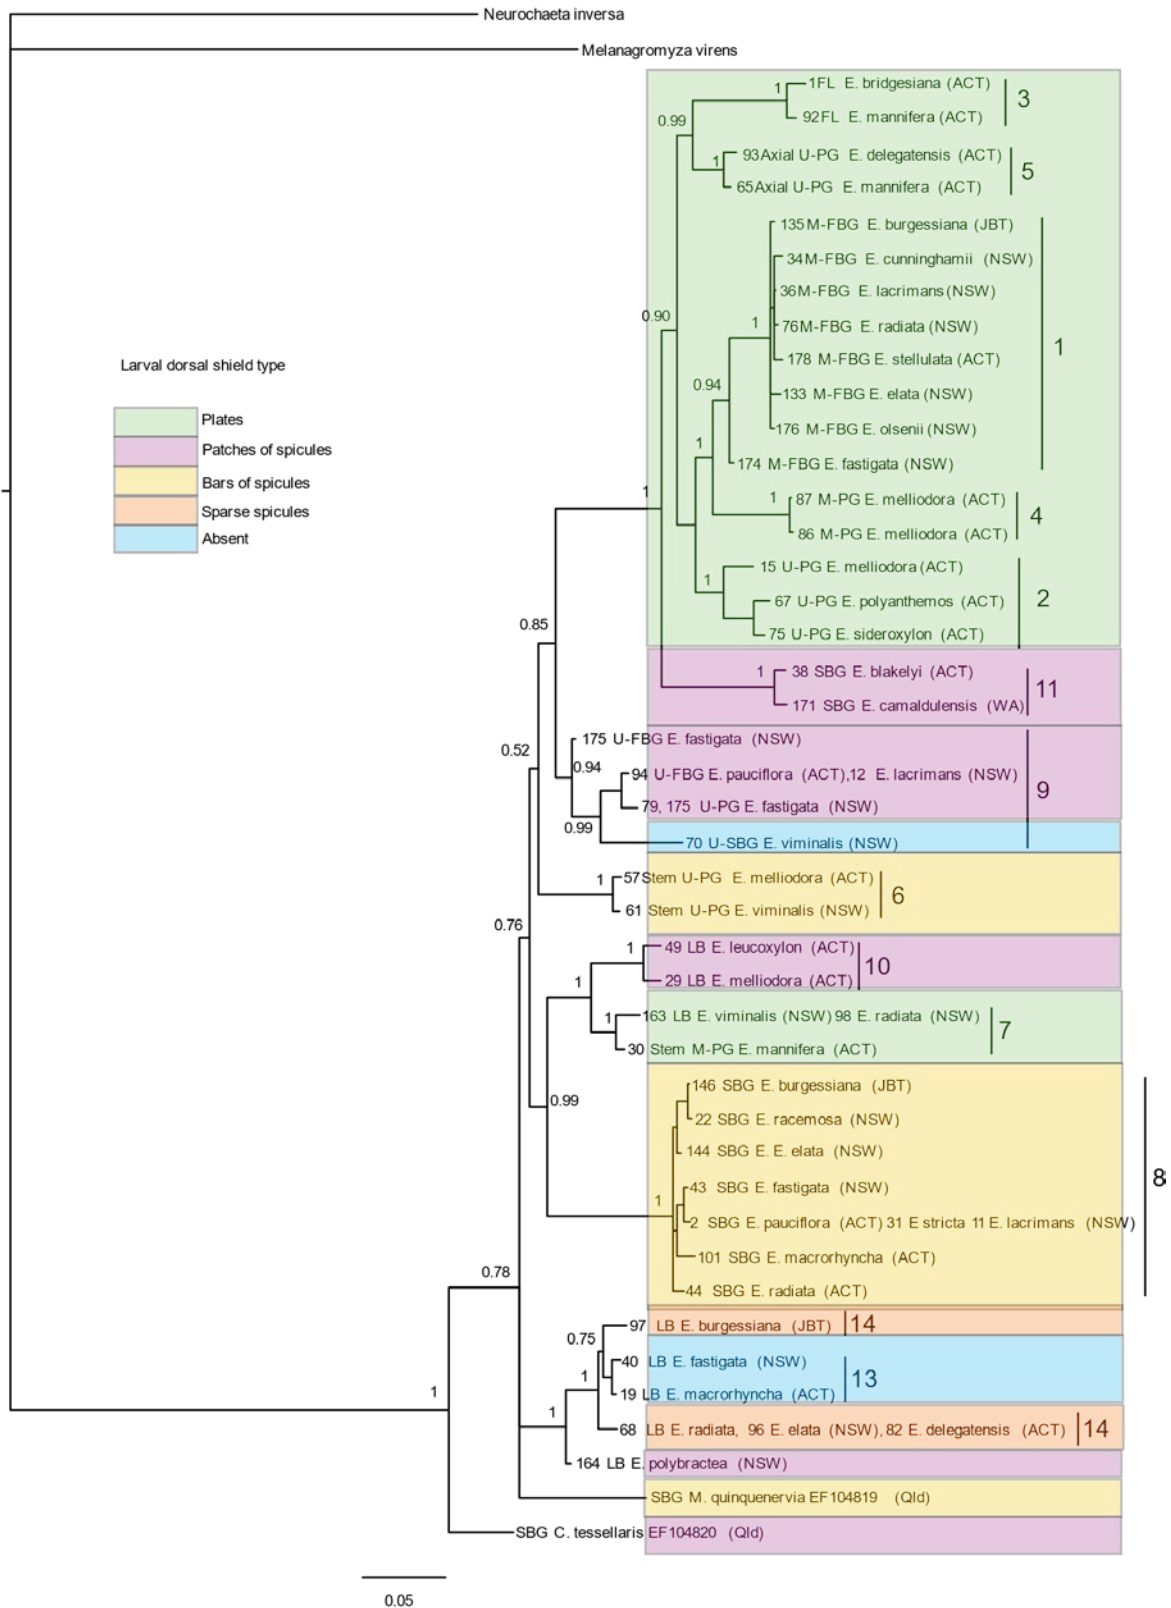 Neurochaeta inversa
Melanagromyza virens
1 1FL E. bridgesiana (ACT) 3
0.99 92FL E. mannifera (ACT)
93Axial U-PG E. delegatensis (ACT) 5
1 65Axial U-PG E. mannifera (ACT)
135M-FBG E. burgessiana (JBT)
34M-FBG E. cunninghamii (NSW)
36M-FBG E. lacrimans (NSW)
0.90 1 76M-FBG E. radiata (NSW)
178 M-FBG E. stellulata (ACT) 1
0.94 133 M-FBG E. elata (NSW)
176 M-FBG E. olsenii (NSW)
1 174 M-FBG E. fastigata (NSW)
Larval dorsal shield type
Plates
Patches of spicules
Bars of spicules
Sparse spicules
Absent
1 1 87 M-PG E. melliodora (ACT) 4
86 M-PG E. melliodora (ACT)
15 U-PG E. melliodora (ACT)
1 67 U-PG E. polyanthemos (ACT) 2
0.85 75 U-PG E. sideroxylon (ACT)
1 38 SBG E. blakelyi (ACT) 11
171 SBG E. camaldulensis (WA)
0.52 175 U-FBG E. fastigata (NSW)
0.94 94 U-FBG E. pauciflora (ACT),12 E. lacrimans (NSW) 9
79, 175 U-PG E. fastigata (NSW)
0.99 70 U-SBG E. viminalis (NSW)
1 57Stem U-PG E. melliodora (ACT) 6
0.76 61 Stem U-PG E. viminalis (NSW)
1 49 LB E. leucoxylon (ACT) 10
1 29 LB E. melliodora (ACT)
1 163 LB E. viminalis (NSW) 98 E. radiata (NSW) 7
30 Stem M-PG E. mannifera (ACT)
0.99 146 SBG E. burgessiana (JBT)
22 SBG E. racemosa (NSW)
144 SBG E. E. elata (NSW)
8
1 43 SBG E. fastigata (NSW)
2 SBG E. pauciflora (ACT) 31 E stricta 11 E. lacrimans (NSW)
101 SBG E. macrorhyncha (ACT)
0.78 44 SBG E. radiata (ACT)
0.75 97 LB E. burgessiana (JBT) 14
1 40 LB E. fastigata (NSW) 13
1 1 19 LB E. macrorhyncha (ACT)
68 LB E. radiata, 96 E. elata (NSW), 82 E. delegatensis (ACT) 14
164 LB E. polybractea (NSW)
SBG M. quinquenervia EF104819 (Qld)
SBG C. tessellaris EF104820 (Qld)
0.05